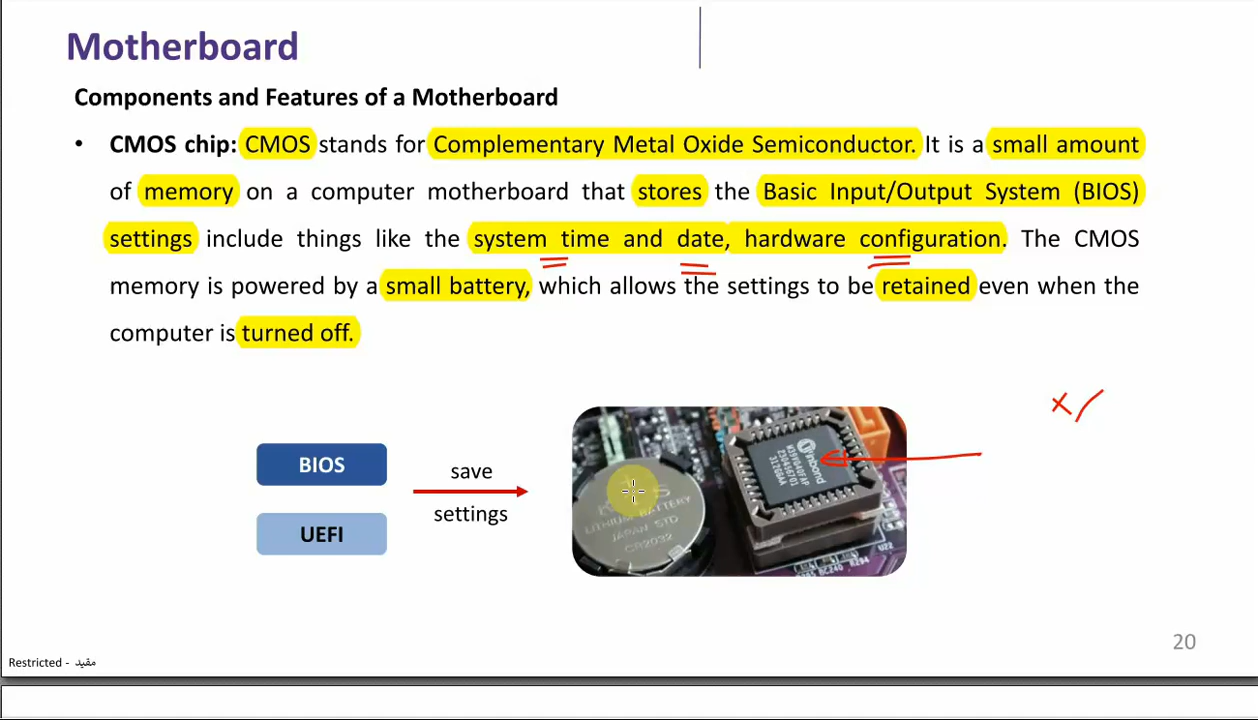 Motherboard
Components and Features of a Motherboard
• CMOS chip: CMOS stands for Complementary Metal Oxide Semiconductor. It is a small amount
of memory on a computer motherboard that stores the Basic Input/Output System (BIOS)
settings include things like the system time and date, hardware configuration. The CMOS
memory is powered by a small battery, which allows the settings to be retained even when the
computer is turned off.
BIOS
save
settings
UEFI
LITHIUM BATTERY
JAPAN STD
CR2032
winbond
U22
20
Restricted - مقيد